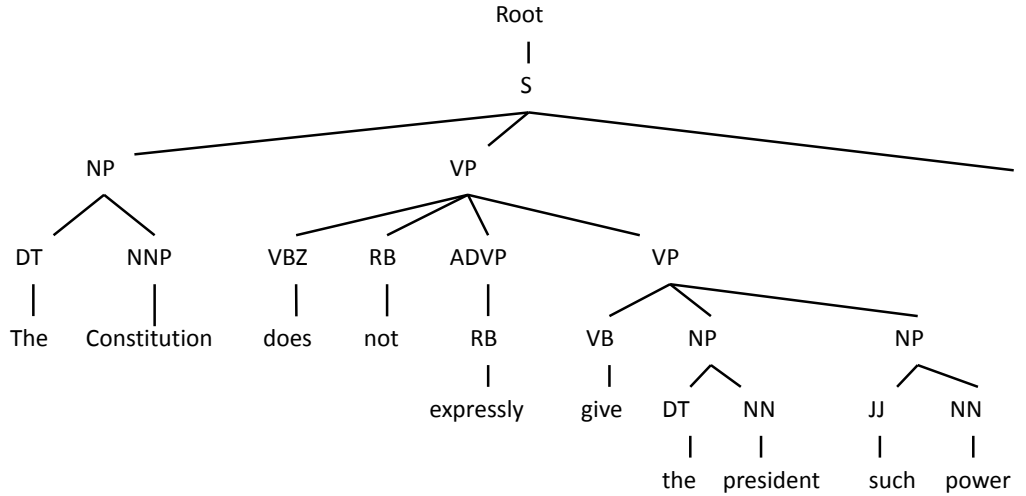 Root
S
NP VP
DT NNP VBZ RB ADVP VP
The Constitution does not RB VB NP NP
expressly give DT NN JJ NN
the president such power